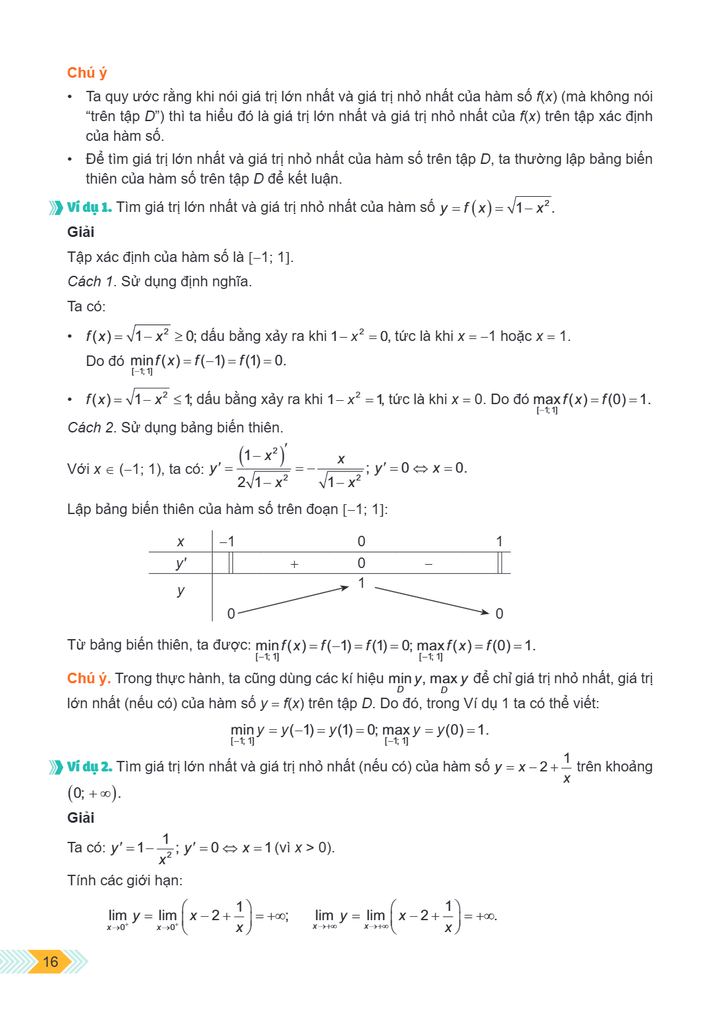 Chú ý
• Ta quy ước rằng khi nói giá trị lớn nhất và giá trị nhỏ nhất của hàm số f(x) (mà không nói
“trên tập D”) thì ta hiểu đó là giá trị lớn nhất và giá trị nhỏ nhất của f(x) trên tập xác định
của hàm số.
• Để tìm giá trị lớn nhất và giá trị nhỏ nhất của hàm số trên tập D, ta thường lập bảng biến
thiên của hàm số trên tập D để kết luận.
Ví dụ 1. Tìm giá trị lớn nhất và giá trị nhỏ nhất của hàm số y = f(x) = √(1 − x²).
Giải
Tập xác định của hàm số là [−1; 1].
Cách 1. Sử dụng định nghĩa.
Ta có:
• f(x) = √(1 − x²) ≥ 0; dấu bằng xảy ra khi 1 − x² = 0, tức là khi x = −1 hoặc x = 1.
Do đó min f(x) = f(−1) = f(1) = 0.
[−1; 1]
• f(x) = √(1 − x²) ≤ 1; dấu bằng xảy ra khi 1 − x² = 1, tức là khi x = 0. Do đó max f(x) = f(0) = 1.
[−1; 1]
Cách 2. Sử dụng bảng biến thiên.
Với x ∈ (−1; 1), ta có: y′ = (1 − x²)′ / (2√(1 − x²)) = − x / √(1 − x²); y′ = 0 ⇔ x = 0.
Lập bảng biến thiên của hàm số trên đoạn [−1; 1]:
x −1 0 1
y′ || + 0 − ||
y 0 1 0
Từ bảng biến thiên, ta được: min f(x) = f(−1) = f(1) = 0; max f(x) = f(0) = 1.
[−1; 1] [−1; 1]
Chú ý. Trong thực hành, ta cũng dùng các kí hiệu min y, max y để chỉ giá trị nhỏ nhất, giá trị
D D
lớn nhất (nếu có) của hàm số y = f(x) trên tập D. Do đó, trong Ví dụ 1 ta có thể viết:
min y = y(−1) = y(1) = 0; max y = y(0) = 1.
[−1; 1] [−1; 1]
Ví dụ 2. Tìm giá trị lớn nhất và giá trị nhỏ nhất (nếu có) của hàm số y = x − 2 + 1/x trên khoảng
(0; +∞).
Giải
Ta có: y′ = 1 − 1/x²; y′ = 0 ⇔ x = 1 (vì x > 0).
Tính các giới hạn:
lim y = lim (x − 2 + 1/x) = +∞; lim y = lim (x − 2 + 1/x) = +∞.
x→0⁺ x→0⁺ x→+∞ x→+∞
16